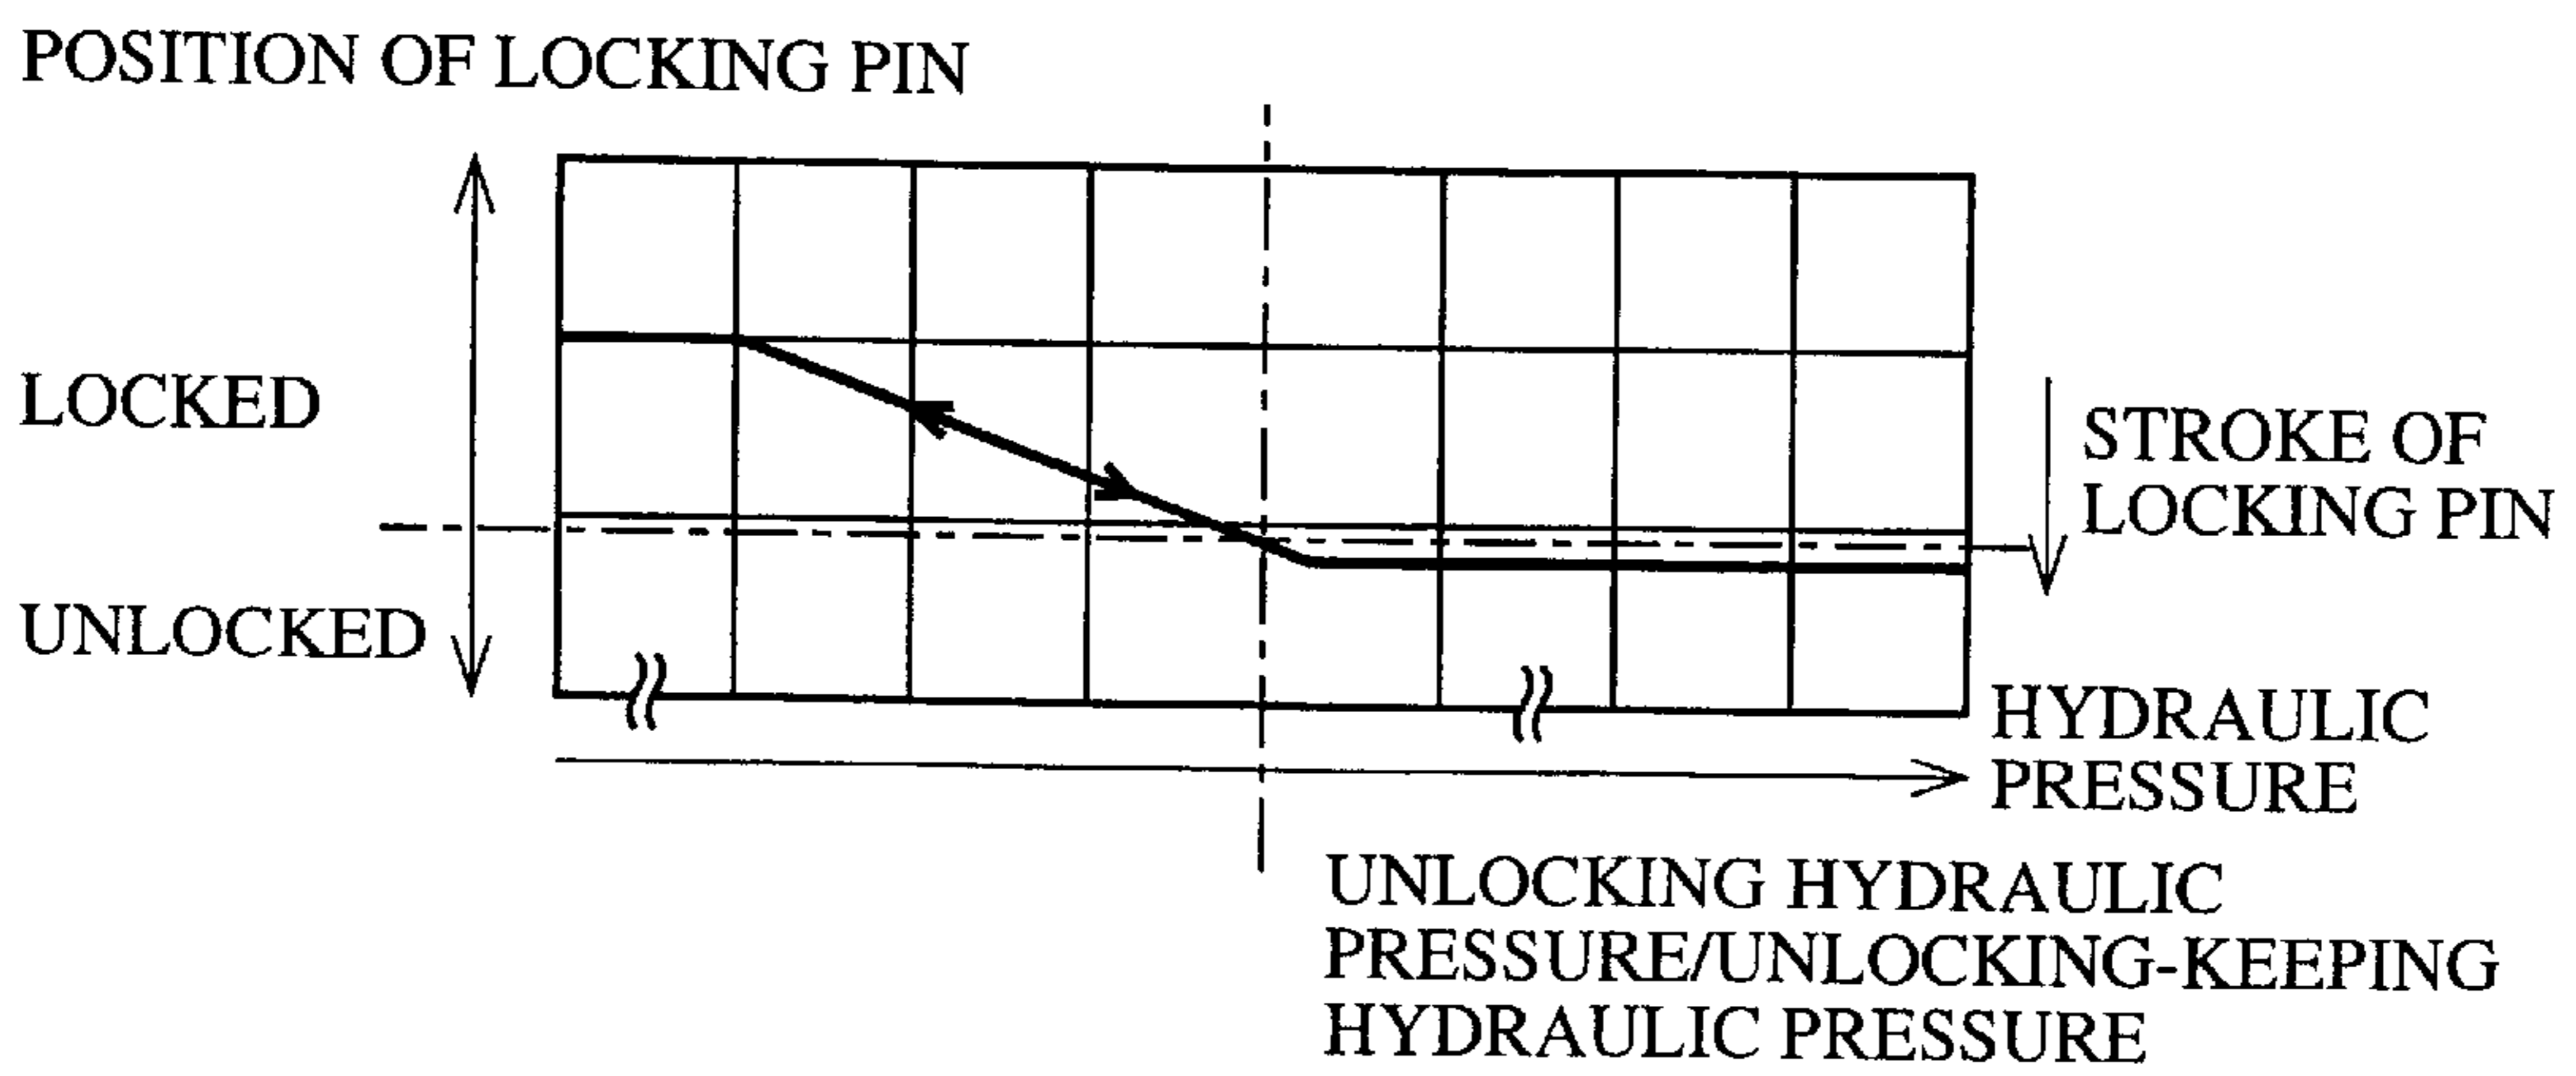 POSITION OF LOCKING PIN
LOCKED
STROKE OF
LOCKING PIN
UNLOCKED
HYDRAULIC
PRESSURE
UNLOCKING HYDRAULIC
PRESSURE/UNLOCKING-KEEPING
HYDRAULIC PRESSURE